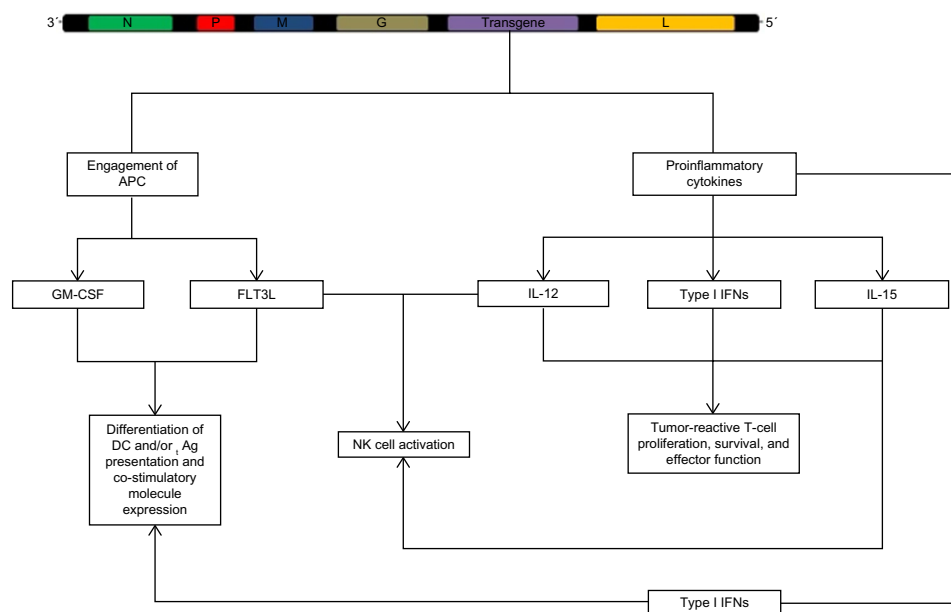 3´ N P M G Transgene L 5´
Engagement of
APC
Proinflammatory
cytokines
GM-CSF
FLT3L
IL-12
Type I IFNs
IL-15
Differentiation of
DC and/or ↑ Ag
presentation and
co-stimulatory
molecule
expression
NK cell activation
Tumor-reactive T-cell
proliferation, survival, and
effector function
Type I IFNs